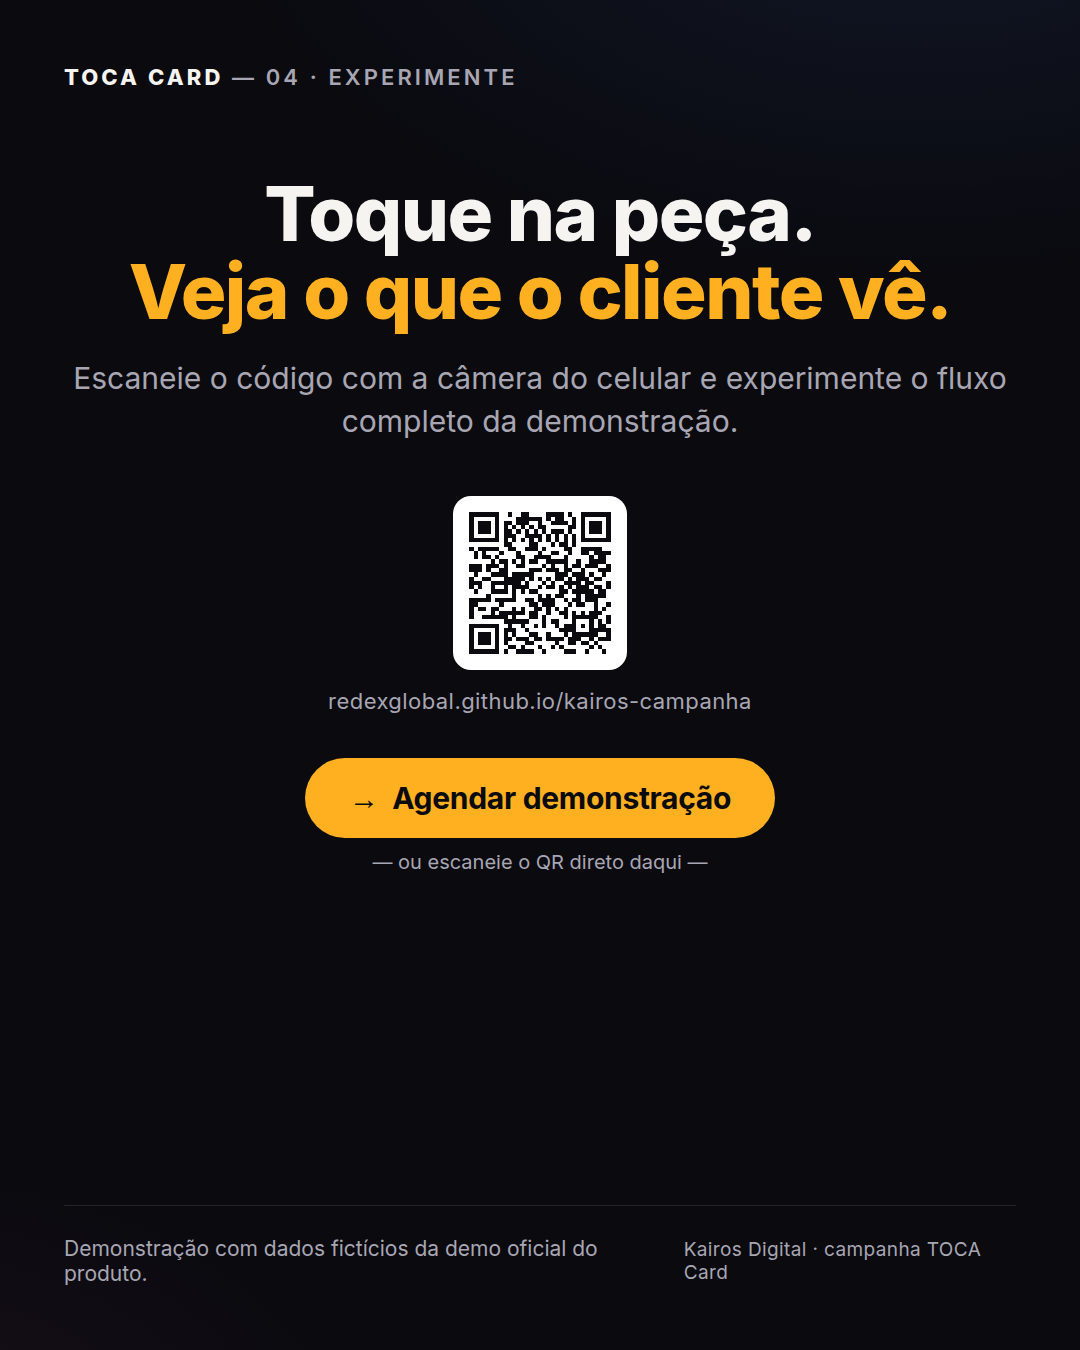 TOCA CARD — 04 · EXPERIMENTE
Toque na peça.
Veja o que o cliente vê.
Escaneie o código com a câmera do celular e experimente o fluxo
completo da demonstração.
redexglobal.github.io/kairos-campanha
→ Agendar demonstração
— ou escaneie o QR direto daqui —
Demonstração com dados fictícios da demo oficial do
produto.
Kairos Digital · campanha TOCA
Card